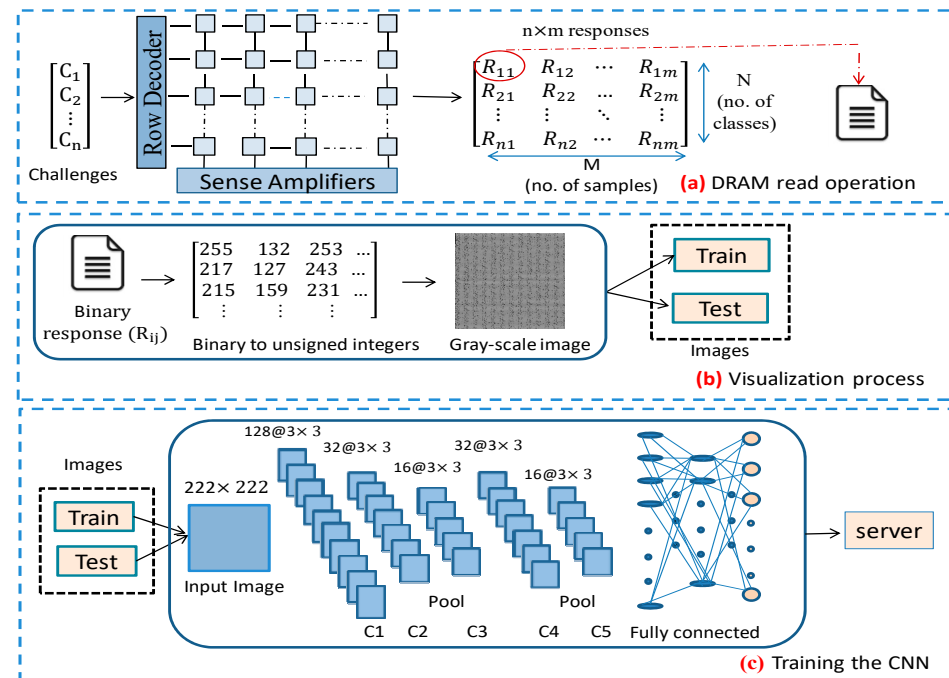 n×m responses
C1
C2
⋮
Cn
Challenges
Row Decoder
Sense Amplifiers
R11 R12 ⋯ R1m
R21 R22 … R2m
⋮ ⋮ ⋱ ⋮
Rn1 Rn2 ⋯ Rnm
N
(no. of
classes)
M
(no. of samples)
(a) DRAM read operation
Binary
response (Rij)
255 132 253 ...
217 127 243 ...
215 159 231 ...
⋮ ⋮ ⋮
Binary to unsigned integers
Gray-scale image
Train
Test
Images
(b) Visualization process
Images
Train
Test
222× 222
Input Image
128@3× 3
32@3× 3
16@3× 3
32@3× 3
16@3× 3
Pool Pool
C1 C2 C3 C4 C5
Fully connected
server
(c) Training the CNN